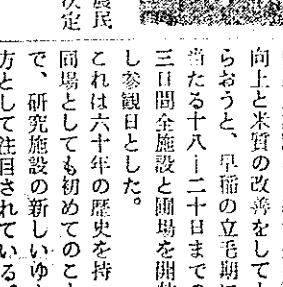 向上と米質の改善をして
らおうと、早稲の立毛期
当たる十八―二十日までの
三日間全施設と圃場を開
し参観日とした。
これは六十年の歴史を持
同場としても初めてのこ
で、研究施設の新しいゆ
方として注目されている
農民
決定